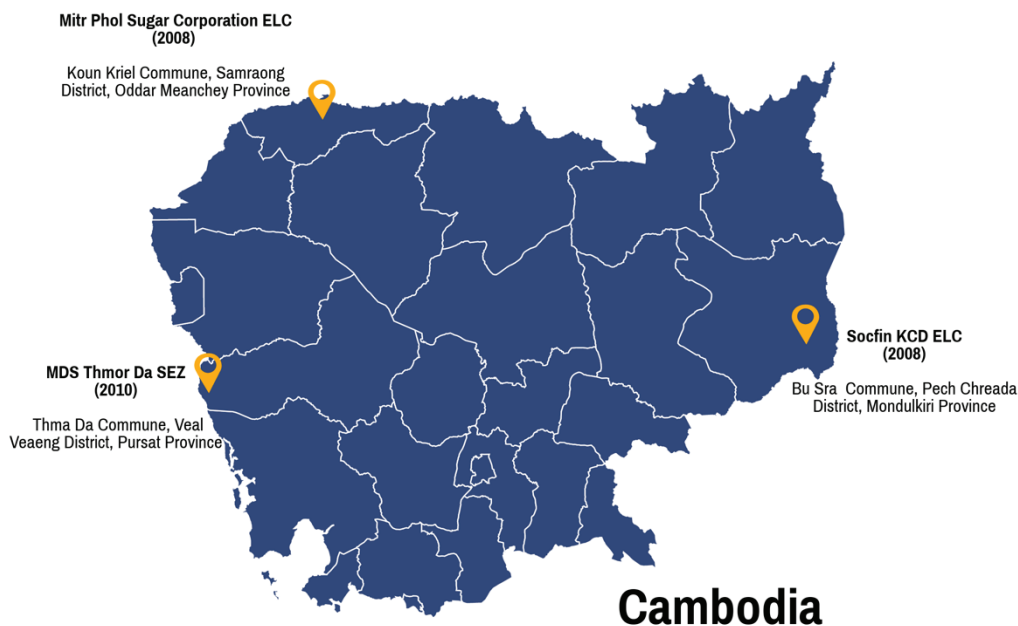 Mitr Phol Sugar Corporation ELC
(2008)
Koun Kriel Commune, Samraong
District, Oddar Meanchey Province
Socfin KCD ELC
(2008)
Bu Sra Commune, Pech Chreada
District, Mondulkiri Province
MDS Thmor Da SEZ
(2010)
Thma Da Commune, Veal
Veaeng District, Pursat Province
Cambodia